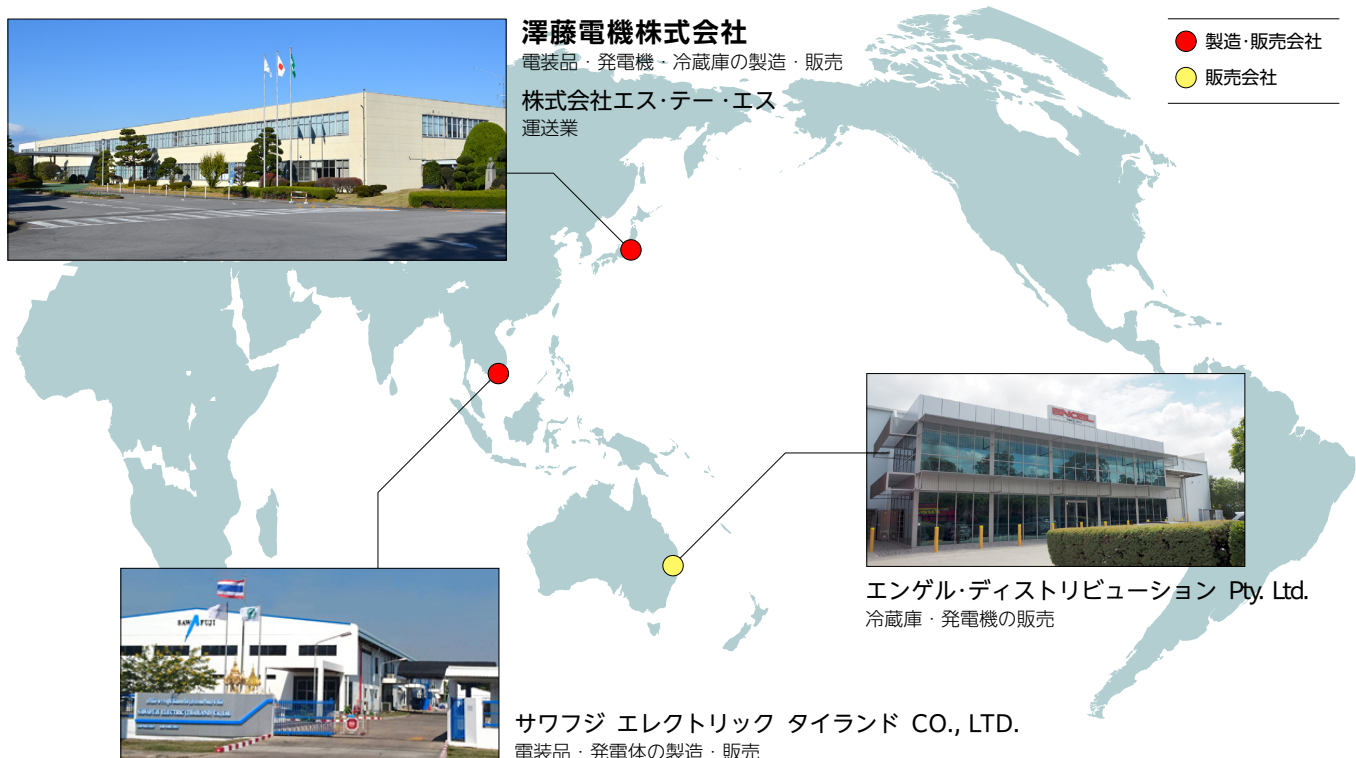 澤藤電機株式会社
電装品・発電機・冷蔵庫の製造・販売
株式会社エス・テー・エス
運送業
製造・販売会社
販売会社
ENGEL
エンゲル・ディストリビューション Pty. Ltd.
冷蔵庫・発電機の販売
SAWAFUJI
サワフジ エレクトリック タイランド CO., LTD.
電装品・発電体の製造・販売